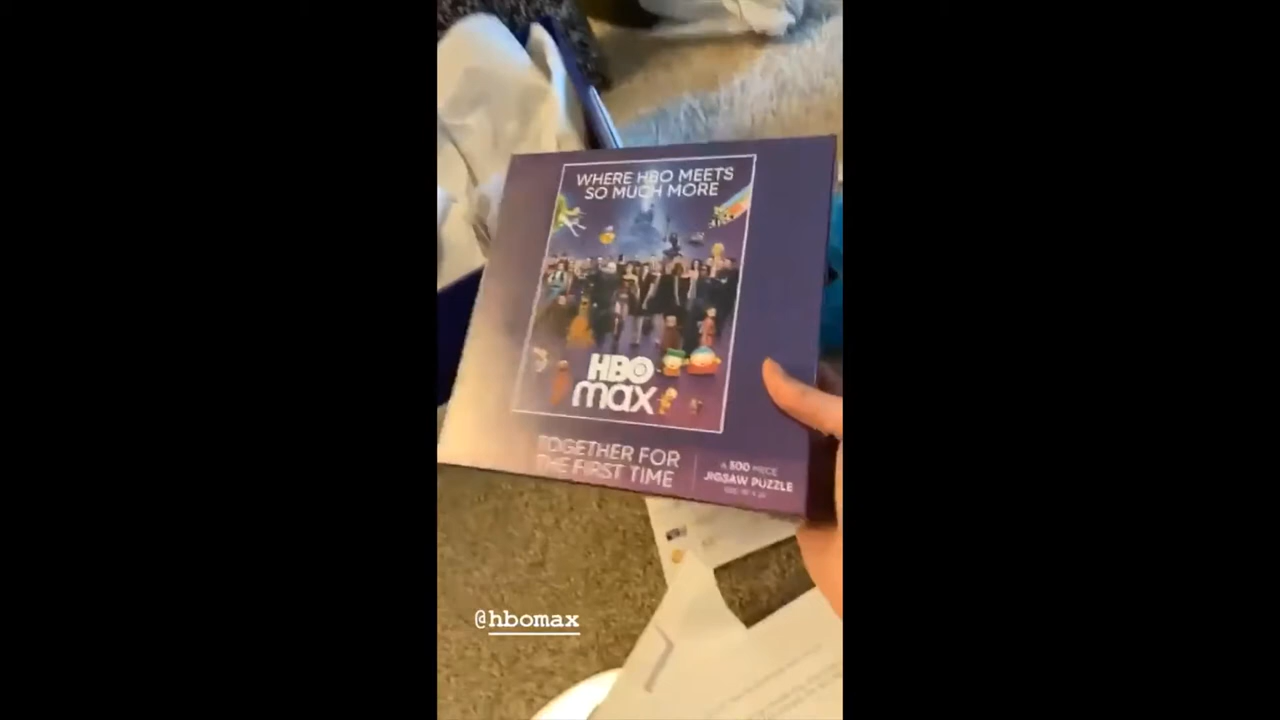 WHERE HBO MEETS
SO MUCH MORE
HBO
max
TOGETHER FOR
THE FIRST TIME
A 500 PIECE
JIGSAW PUZZLE
@hbomax